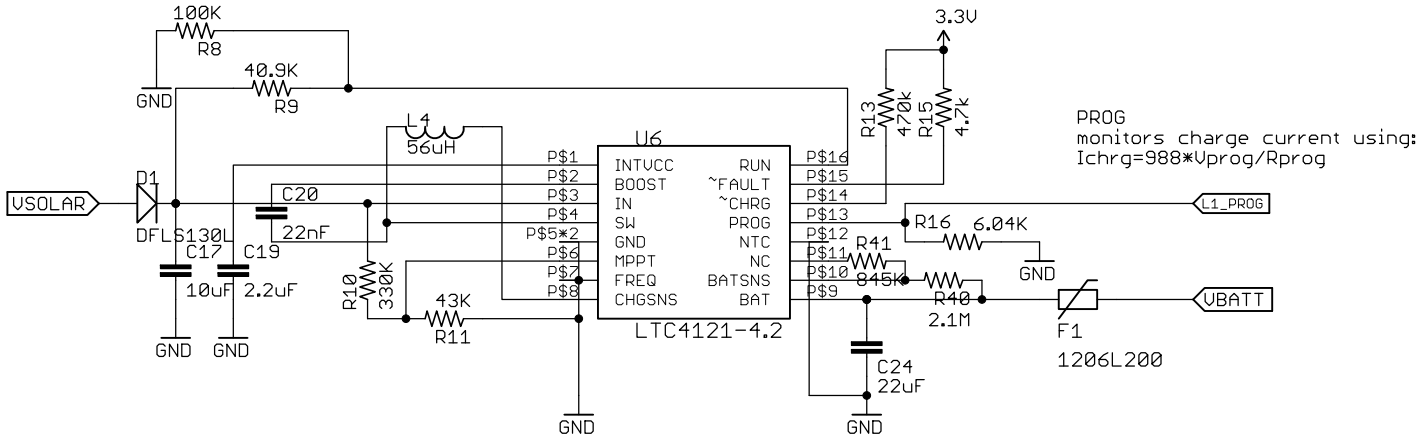 100K
R8
GND
40.9K
R9
3.3V
R13
470k
R15
4.7k
PROG
monitors charge current using:
Ichrg=988*Vprog/Rprog
L4
56uH
U6
P$1 INTVCC RUN P$16
P$2 BOOST ~FAULT P$15
P$3 IN ~CHRG P$14
P$4 SW PROG P$13
P$5*2 GND NTC P$12
P$6 MPPT NC P$11
P$7 FREQ BATSNS P$10
P$8 CHGSNS BAT P$9
LTC4121-4.2
VSOLAR
D1
DFLS130L
C20
22nF
C17
10uF
C19
2.2uF
GND
GND
R10
330K
43K
R11
GND
L1_PROG
R16
6.04K
GND
R41
845K
R40
2.1M
VBATT
F1
1206L200
C24
22uF
GND